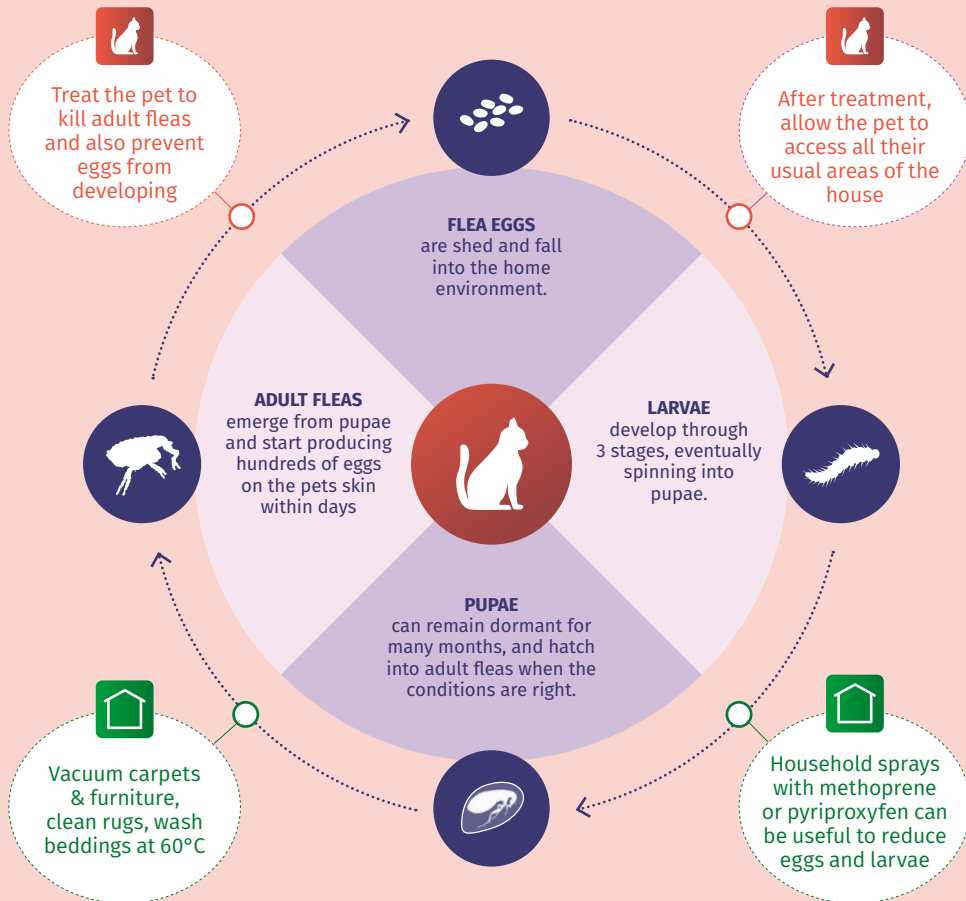 Treat the pet to
kill adult fleas
and also prevent
eggs from
developing
After treatment,
allow the pet to
access all their
usual areas of the
house
FLEA EGGS
are shed and fall
into the home
environment.
ADULT FLEAS
emerge from pupae
and start producing
hundreds of eggs
on the pets skin
within days
LARVAE
develop through
3 stages, eventually
spinning into
pupae.
PUPAE
can remain dormant for
many months, and hatch
into adult fleas when the
conditions are right.
Vacuum carpets
& furniture,
clean rugs, wash
beddings at 60°C
Household sprays
with methoprene
or pyriproxyfen can
be useful to reduce
eggs and larvae